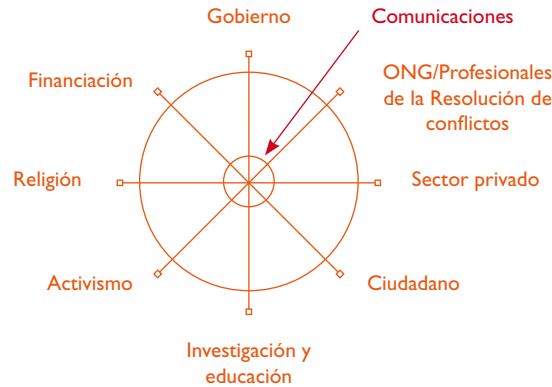 Gobierno
Comunicaciones
Financiación
ONG/Profesionales
de la Resolución de
conflictos
Religión
Sector privado
Activismo
Ciudadano
Investigación y
educación